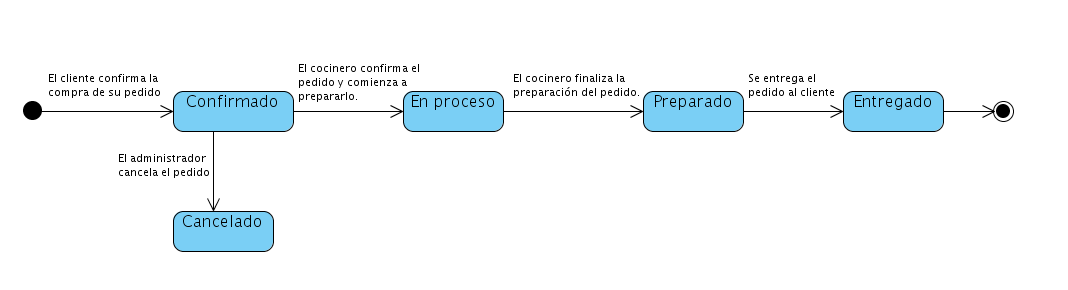 El cliente confirma la
compra de su pedido
Confirmado
El cocinero confirma el
pedido y comienza a
prepararlo.
En proceso
El cocinero finaliza la
preparación del pedido.
Preparado
Se entrega el
pedido al cliente
Entregado
El administrador
cancela el pedido
Cancelado